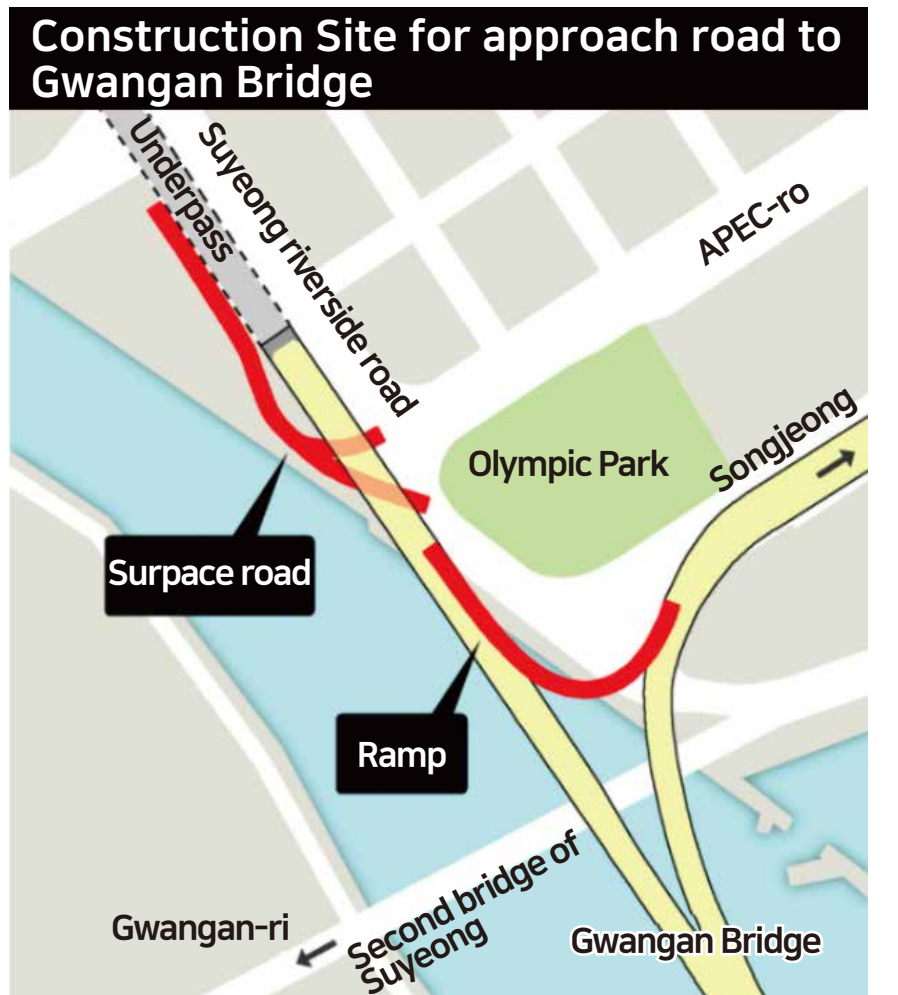 Construction Site for approach road to
Gwangan Bridge
Underpass
Suyeong riverside road
APEC-ro
Olympic Park
Songjeong
Surpace road
Ramp
Second bridge of
Suyeong
Gwangan-ri
Gwangan Bridge